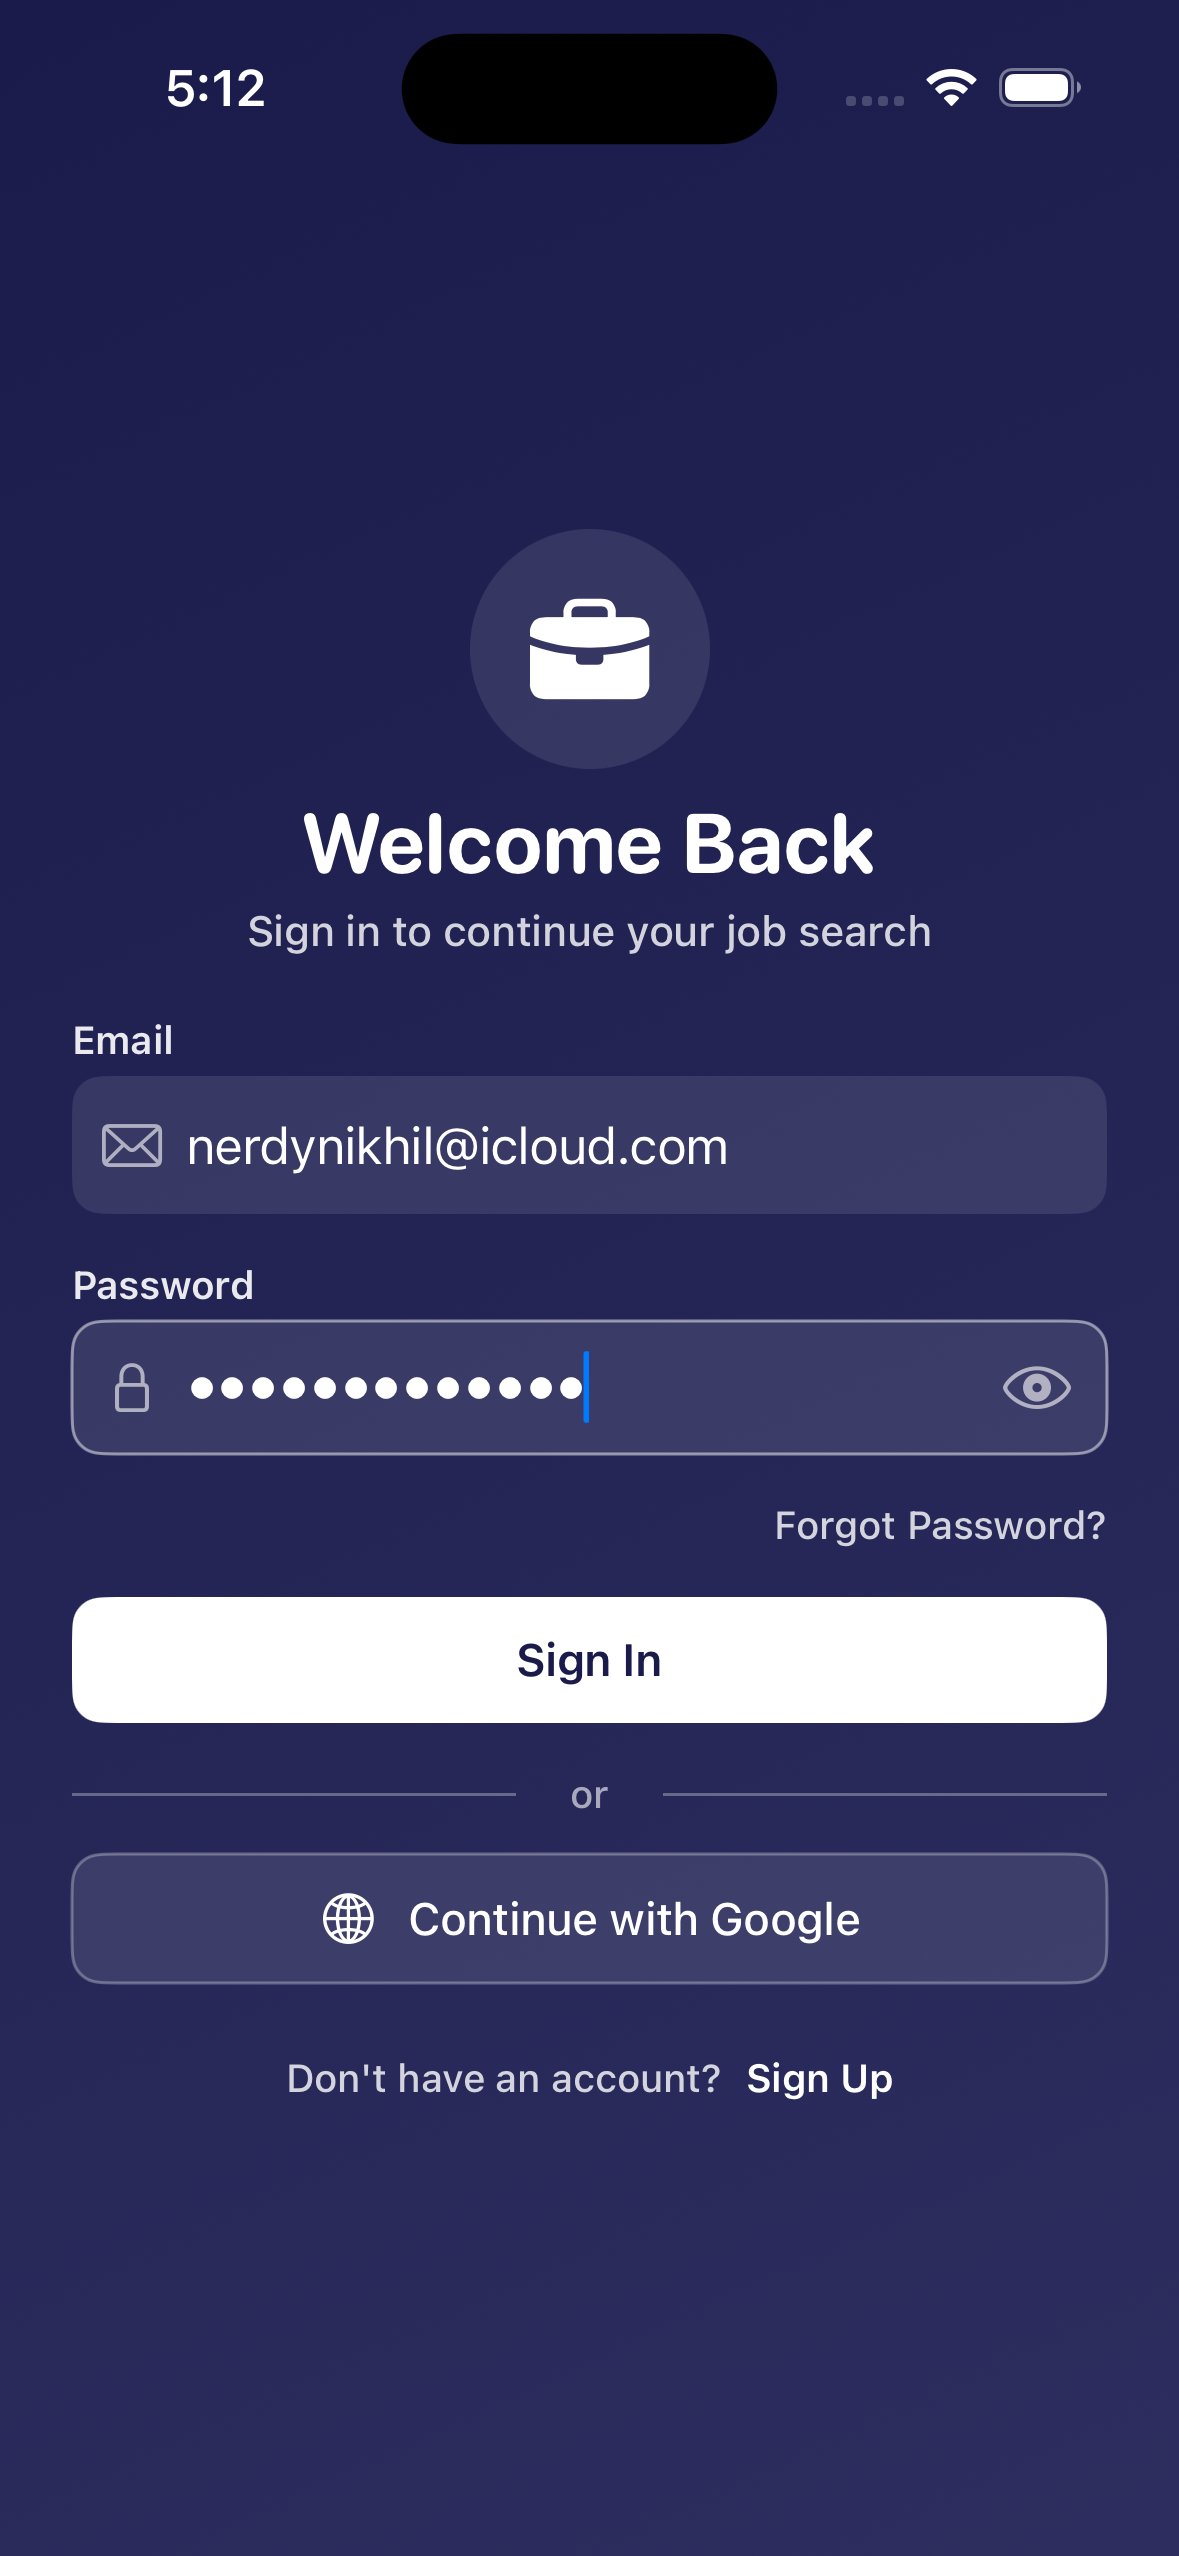 5:12
Welcome Back
Sign in to continue your job search
Email
nerdynikhil@icloud.com
Password
Forgot Password?
Sign In
or
Continue with Google
Don't have an account? Sign Up